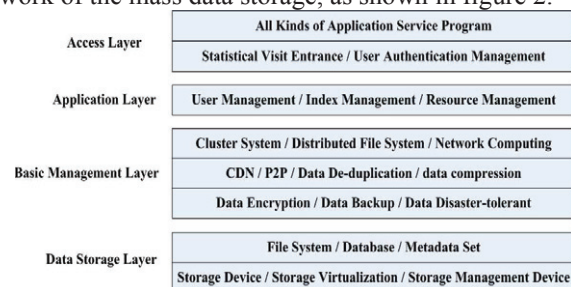 work of the mass data storage, as shown in figure 2.
All Kinds of Application Service Program
Access Layer
Statistical Visit Entrance / User Authentication Management
Application Layer
User Management / Index Management / Resource Management
Cluster System / Distributed File System / Network Computing
Basic Management Layer
CDN / P2P / Data De-duplication / data compression
Data Encryption / Data Backup / Data Disaster-tolerant
File System / Database / Metadata Set
Data Storage Layer
Storage Device / Storage Virtualization / Storage Management Device